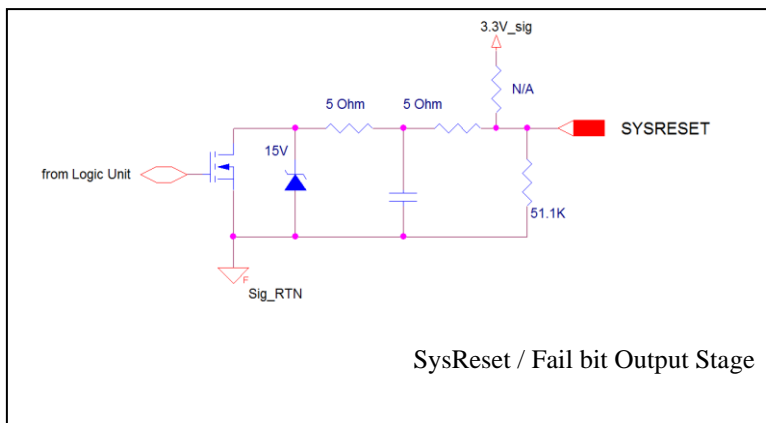 3.3V_sig
N/A
5 Ohm
5 Ohm
SYSRESET
15V
from Logic Unit
51.1K
F
Sig_RTN
SysReset / Fail bit Output Stage